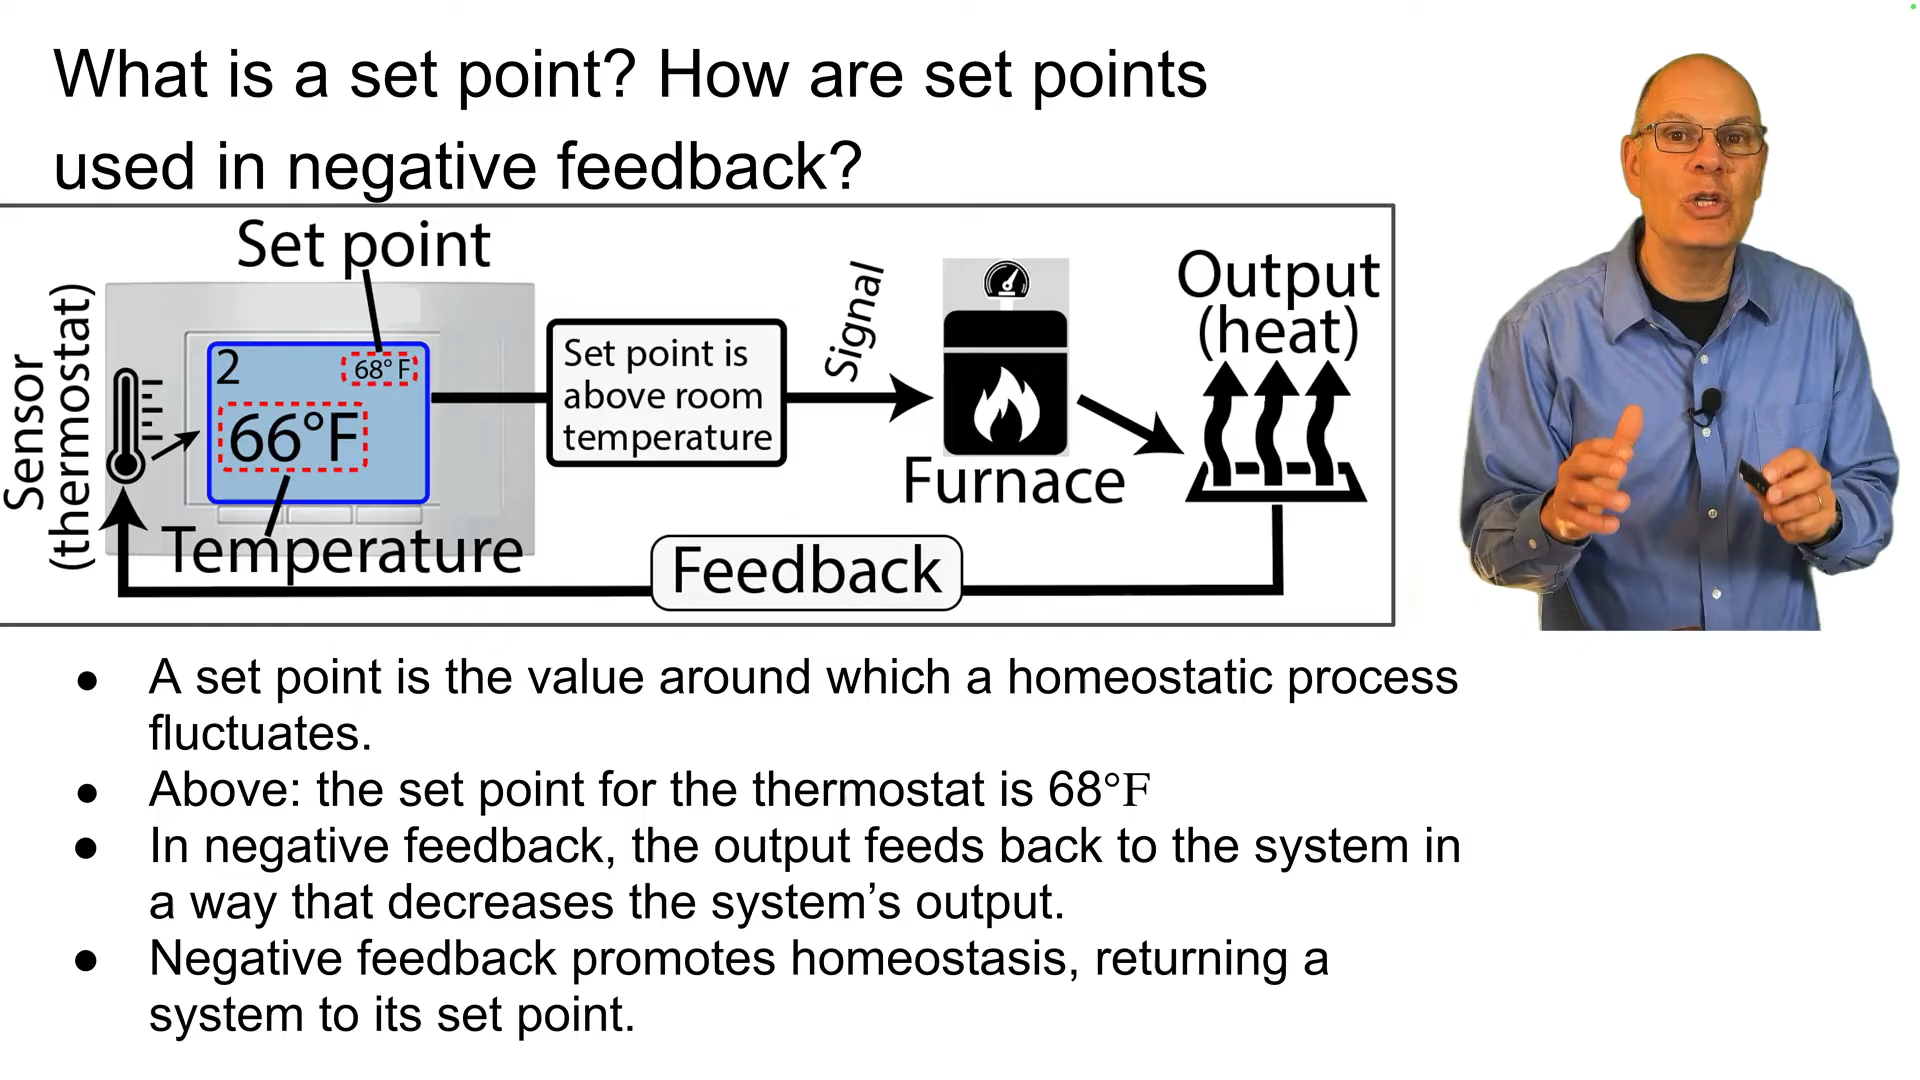 What is a set point? How are set points
used in negative feedback?
Set point
Sensor
(thermostat)
2
68°F
66°F
Temperature
Set point is
above room
temperature
Signal
Furnace
Output
(heat)
Feedback
● A set point is the value around which a homeostatic process
fluctuates.
● Above: the set point for the thermostat is 68°F
● In negative feedback, the output feeds back to the system in
a way that decreases the system’s output.
● Negative feedback promotes homeostasis, returning a
system to its set point.